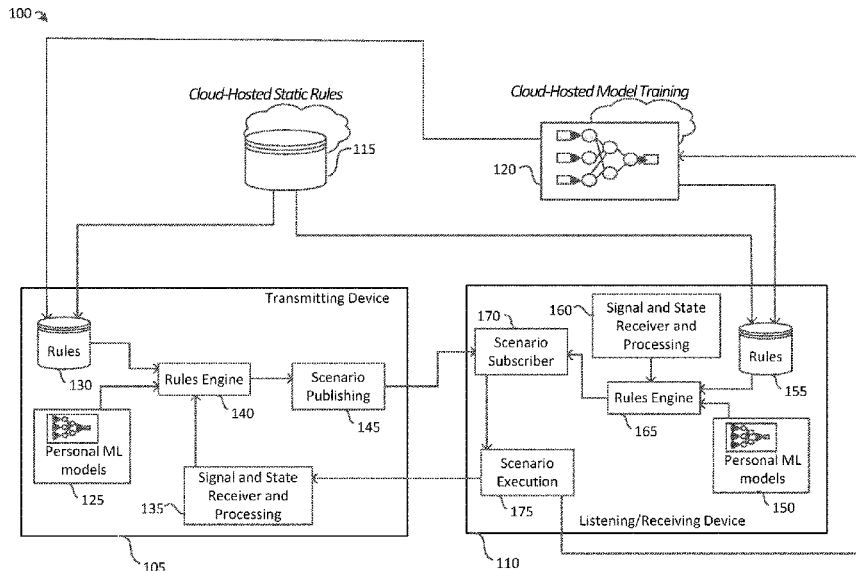 100
Cloud-Hosted Static Rules
115
Cloud-Hosted Model Training
120
Transmitting Device
Rules
130
Rules Engine
140
Scenario
Publishing
145
Personal ML
models
125
Signal and State
Receiver and
Processing
135
105
170
Scenario
Subscriber
160
Signal and State
Receiver and
Processing
Rules
155
Rules Engine
165
Personal ML
models
150
Scenario
Execution
175
Listening/Receiving Device
110